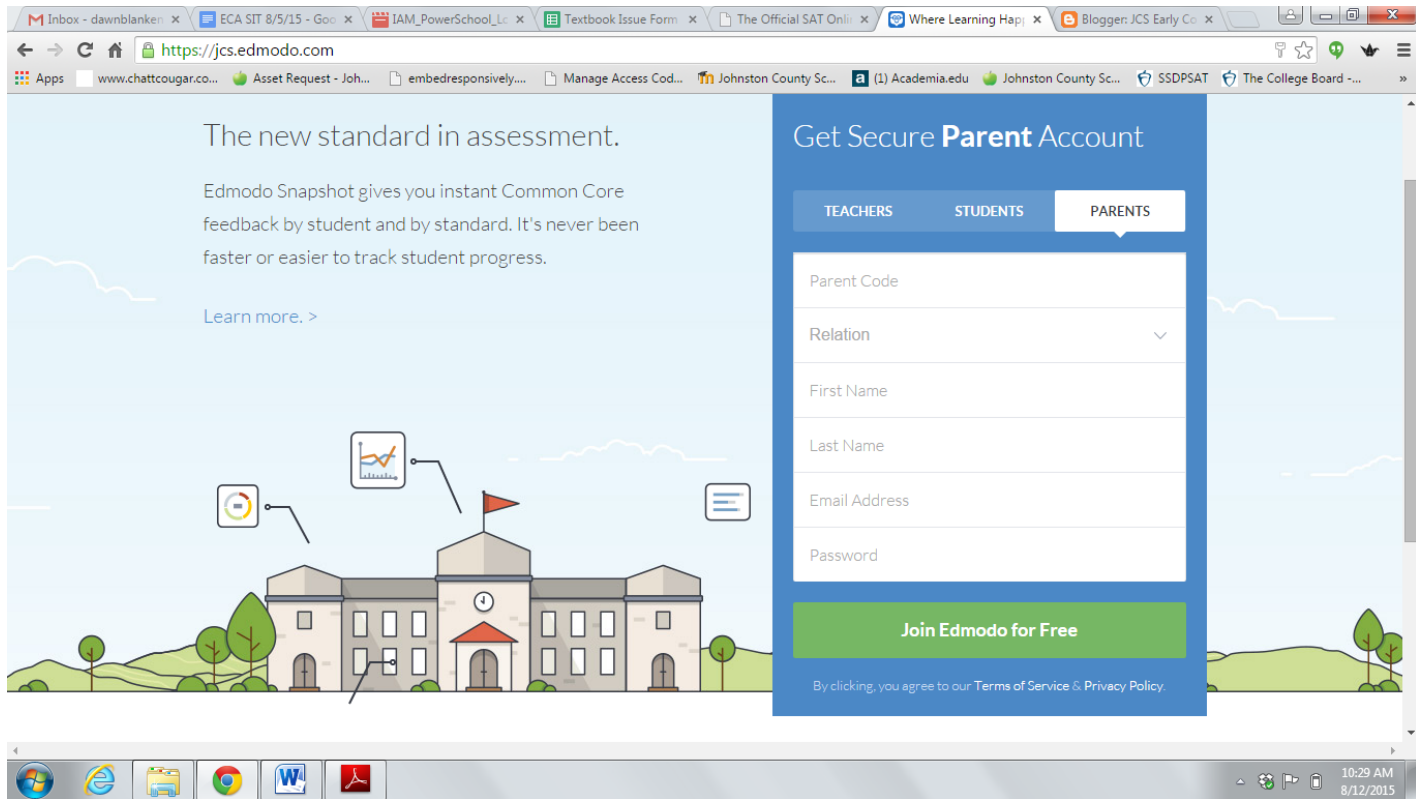 Inbox - dawnblanken
ECA SIT 8/5/15 - Goo
IAM_PowerSchool_Lo
Textbook Issue Form
The Official SAT Onli
Where Learning Hap
Blogger: JCS Early Co
https://jcs.edmodo.com
Apps
www.chattcougar.co...
Asset Request - Joh...
embedresponsively....
Manage Access Cod...
Johnston County Sc...
(1) Academia.edu
Johnston County Sc...
SSDPSAT
The College Board -...
»
The new standard in assessment.
Edmodo Snapshot gives you instant Common Core
feedback by student and by standard. It's never been
faster or easier to track student progress.
Learn more. >
Get Secure Parent Account
TEACHERS
STUDENTS
PARENTS
Parent Code
Relation
First Name
Last Name
Email Address
Password
Join Edmodo for Free
By clicking, you agree to our Terms of Service & Privacy Policy.
10:29 AM
8/12/2015